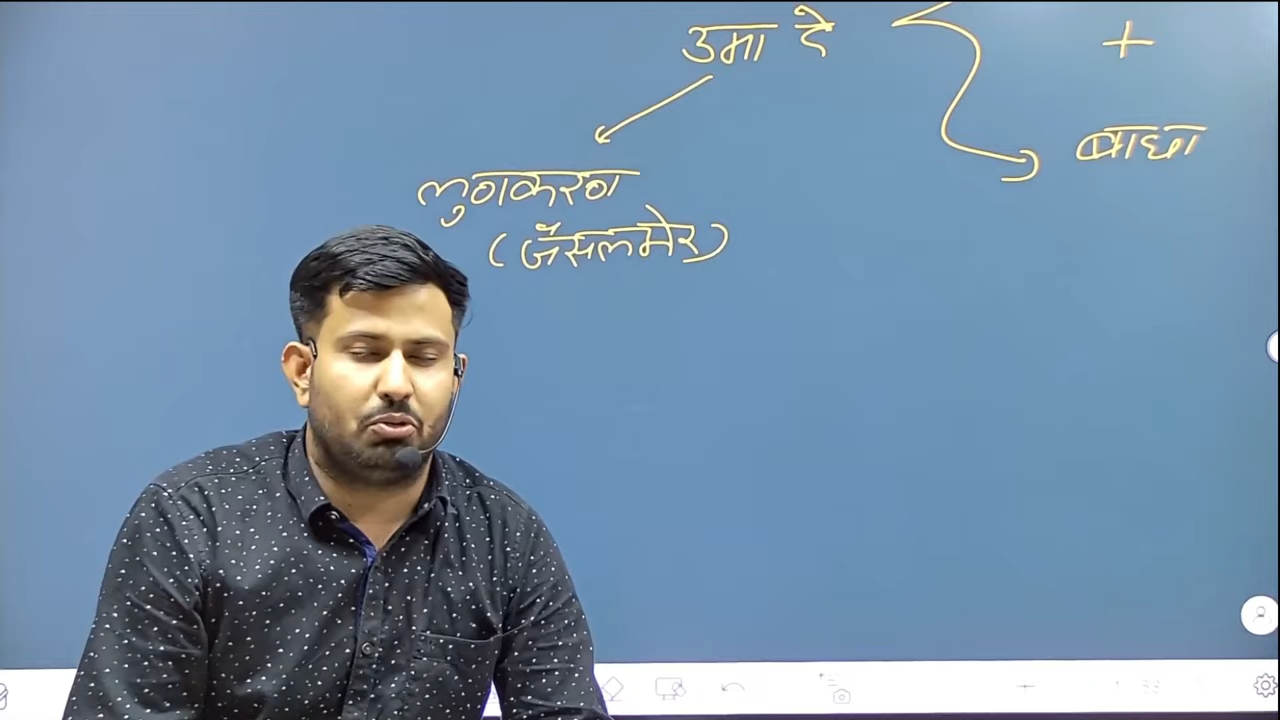 उमा दे
+
बाघा
लुणकरण
(जैसलमेर)